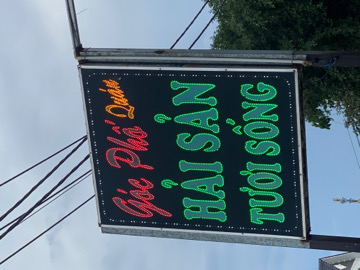 Quán
Góc Phố
HẢI SẢN
TƯƠI SỐNG